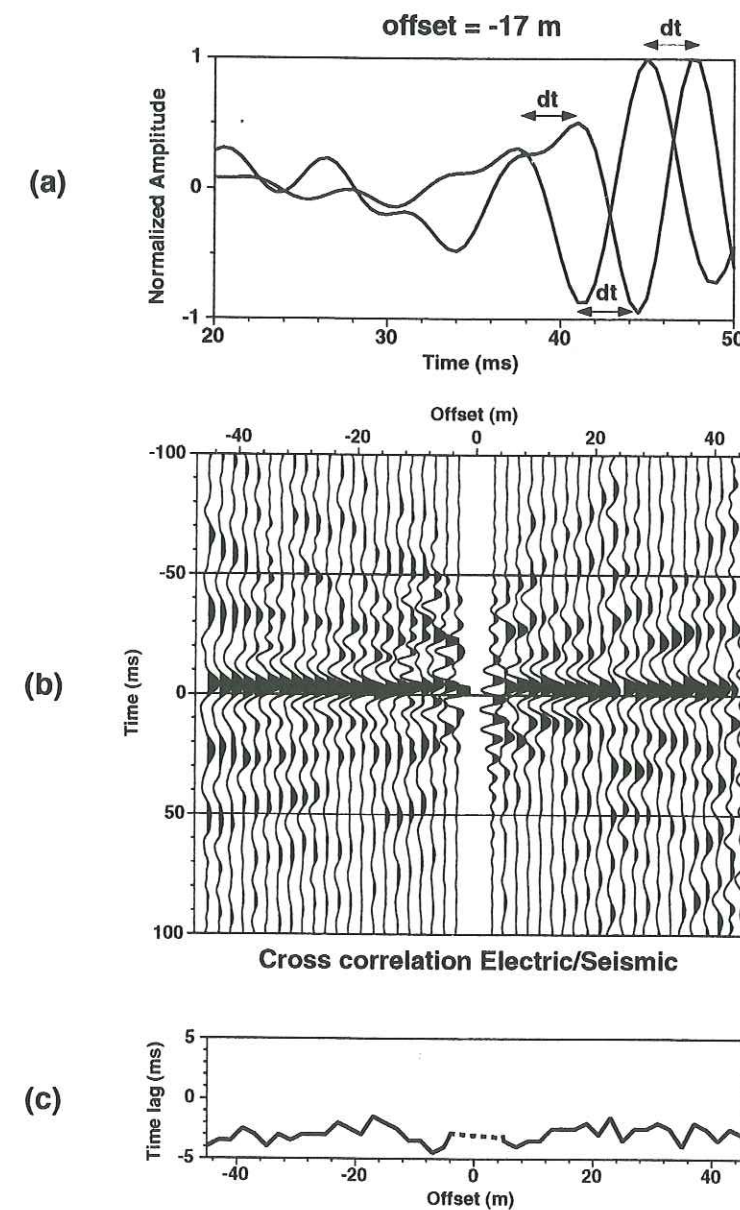 offset = -17 m
dt
1
dt
(a)
Normalized Amplitude
0
dt
-1
20
30
40
50
Time (ms)
Offset (m)
-40
-20
0
20
40
-100
-50
(b)
Time (ms)
0
50
100
Cross correlation Electric/Seismic
5
(c)
Time lag (ms)
0
-5
-40
-20
0
20
40
Offset (m)